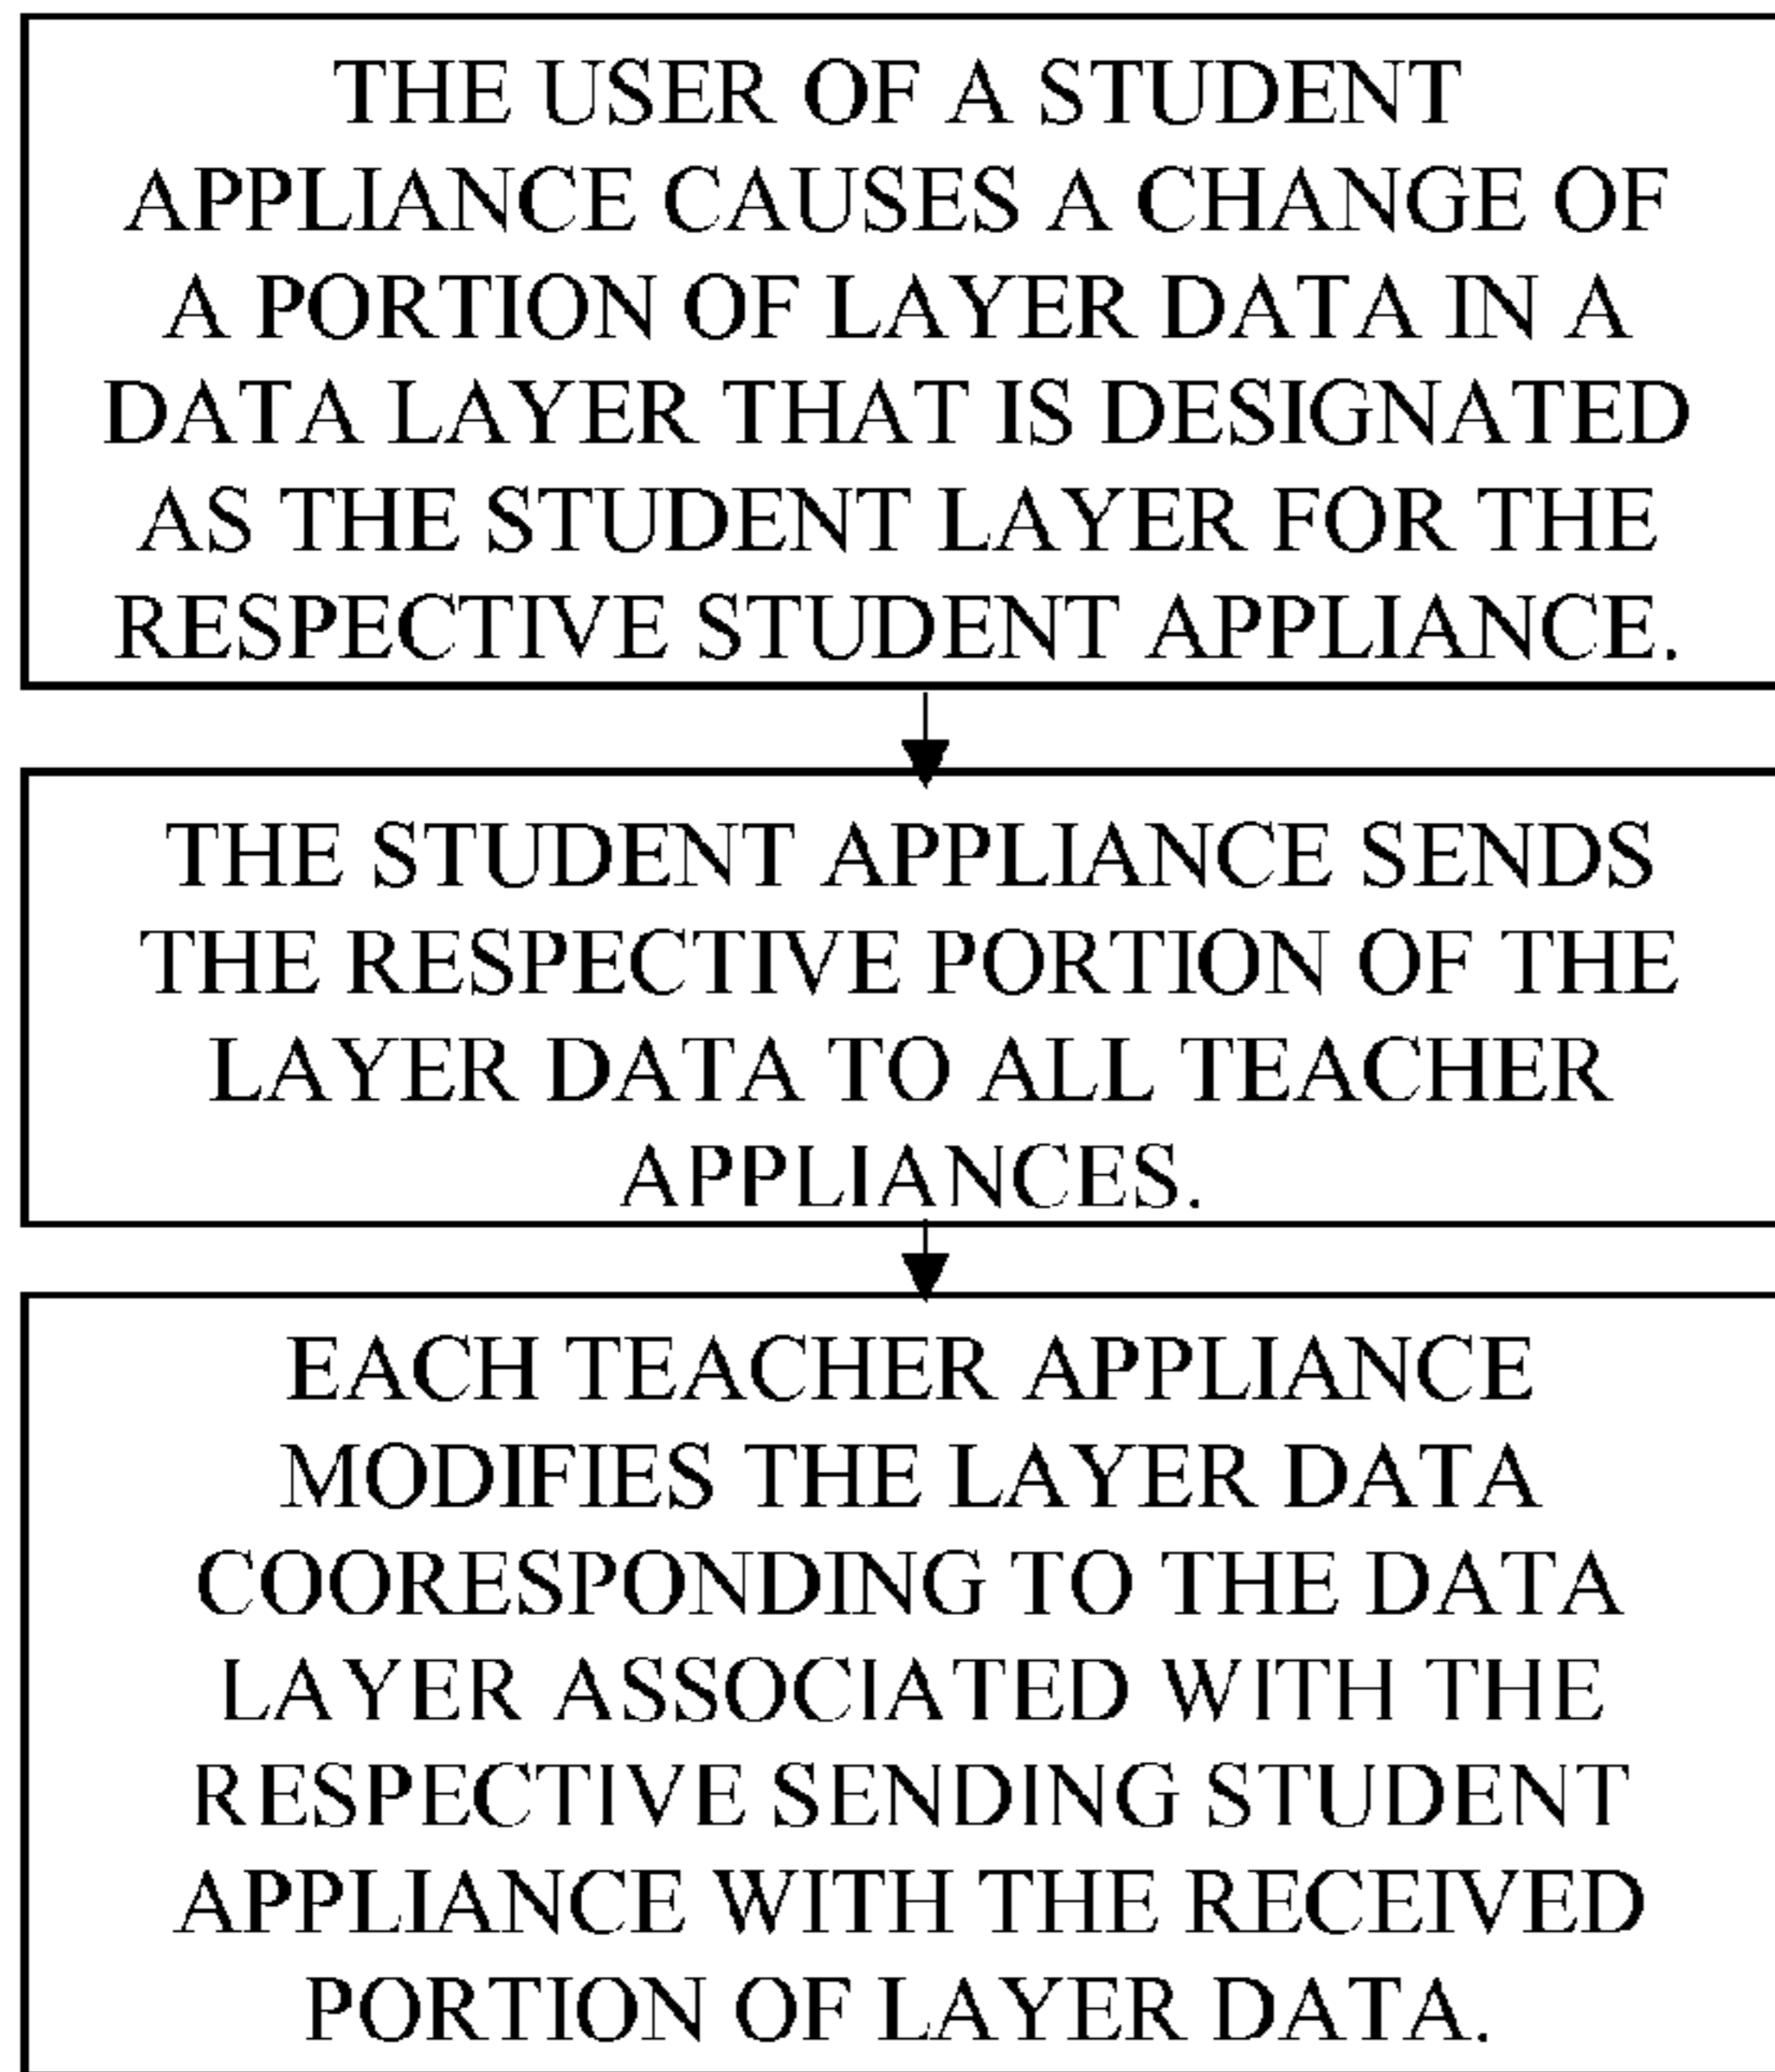 THE USER OF A STUDENT
APPLIANCE CAUSES A CHANGE OF
A PORTION OF LAYER DATA IN A
DATA LAYER THAT IS DESIGNATED
AS THE STUDENT LAYER FOR THE
RESPECTIVE STUDENT APPLIANCE.
THE STUDENT APPLIANCE SENDS
THE RESPECTIVE PORTION OF THE
LAYER DATA TO ALL TEACHER
APPLIANCES.
EACH TEACHER APPLIANCE
MODIFIES THE LAYER DATA
COORESPONDING TO THE DATA
LAYER ASSOCIATED WITH THE
RESPECTIVE SENDING STUDENT
APPLIANCE WITH THE RECEIVED
PORTION OF LAYER DATA.